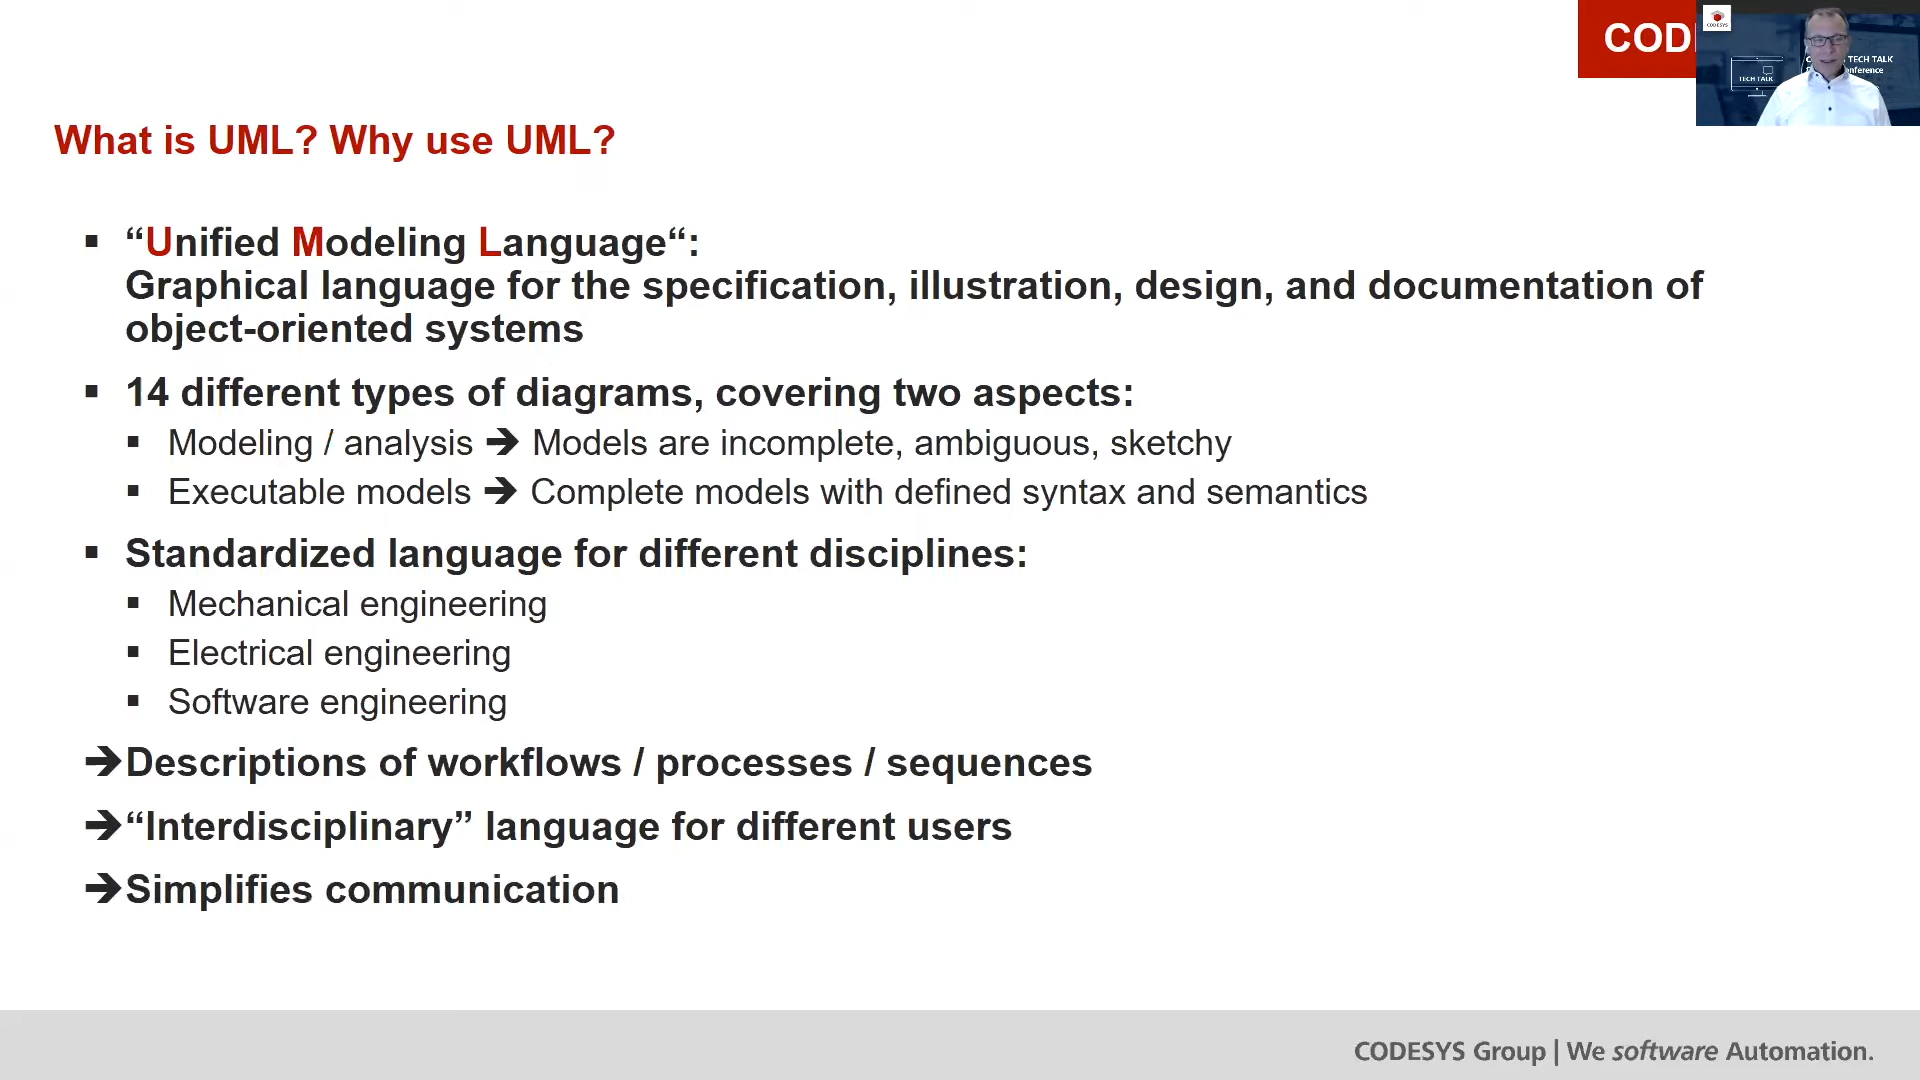 COD
CODESYS
TECH TALK
TECH TALK
nference
What is UML? Why use UML?
▪ “Unified Modeling Language“:
Graphical language for the specification, illustration, design, and documentation of
object-oriented systems
▪ 14 different types of diagrams, covering two aspects:
▪ Modeling / analysis ➔ Models are incomplete, ambiguous, sketchy
▪ Executable models ➔ Complete models with defined syntax and semantics
▪ Standardized language for different disciplines:
▪ Mechanical engineering
▪ Electrical engineering
▪ Software engineering
➔Descriptions of workflows / processes / sequences
➔“Interdisciplinary” language for different users
➔Simplifies communication
CODESYS Group | We software Automation.